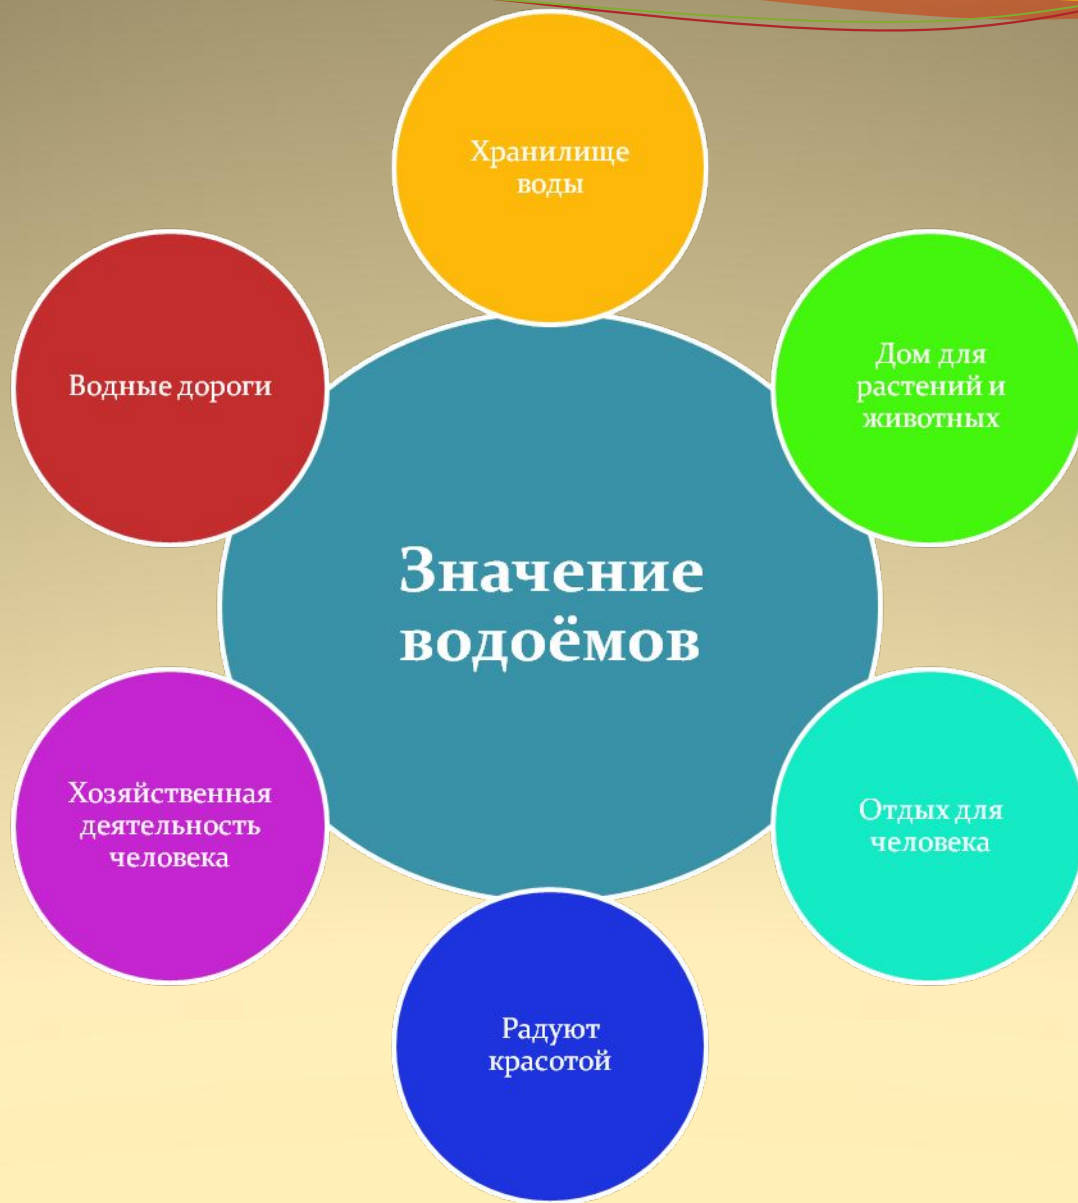 Хранилище
воды
Дом для
растений и
животных
Водные дороги
Значение
водоёмов
Хозяйственная
деятельность
человека
Отдых для
человека
Радуют
красотой